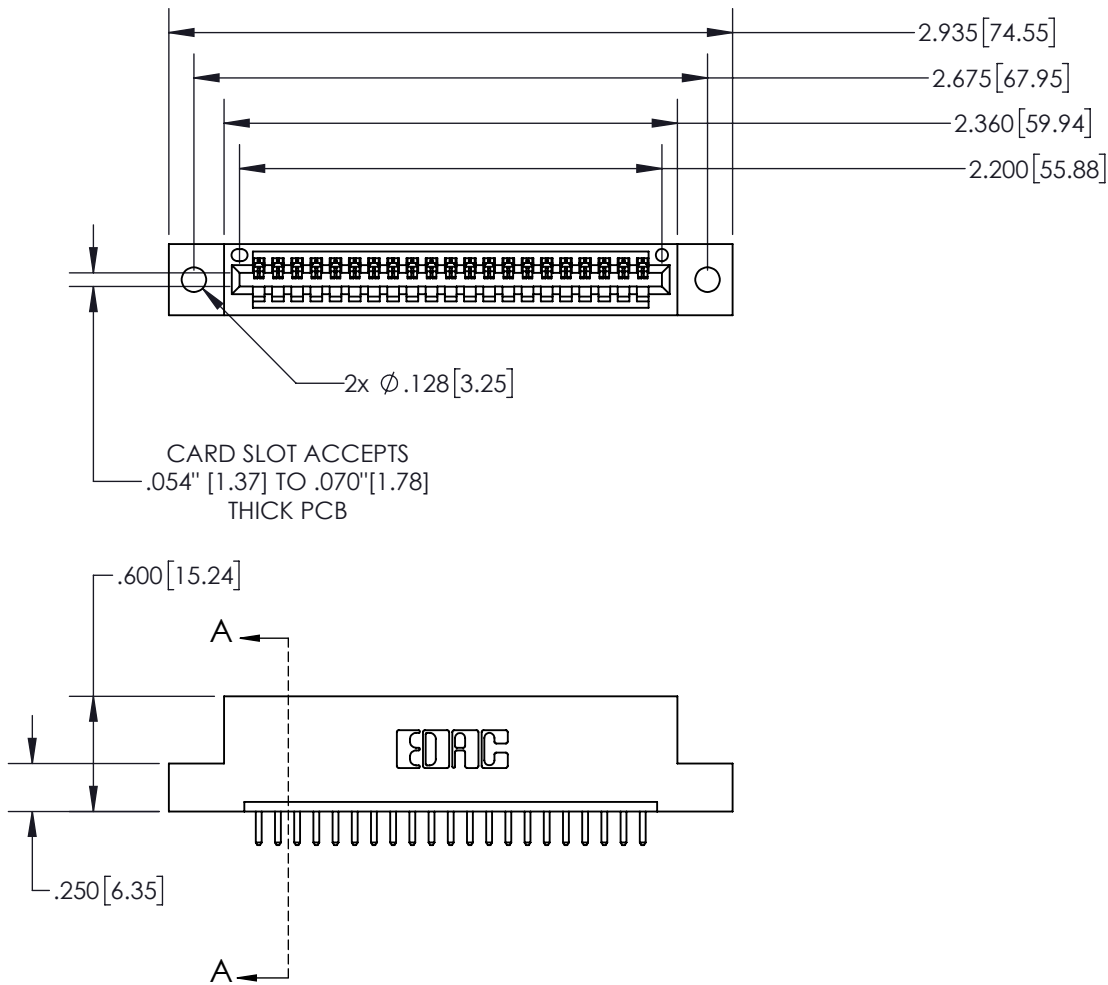 2.935[74.55]
2.675[67.95]
2.360[59.94]
2.200[55.88]
2x ⌀.128[3.25]
CARD SLOT ACCEPTS
.054" [1.37] TO .070"[1.78]
THICK PCB
.600[15.24]
A
EDAC
.250[6.35]
A